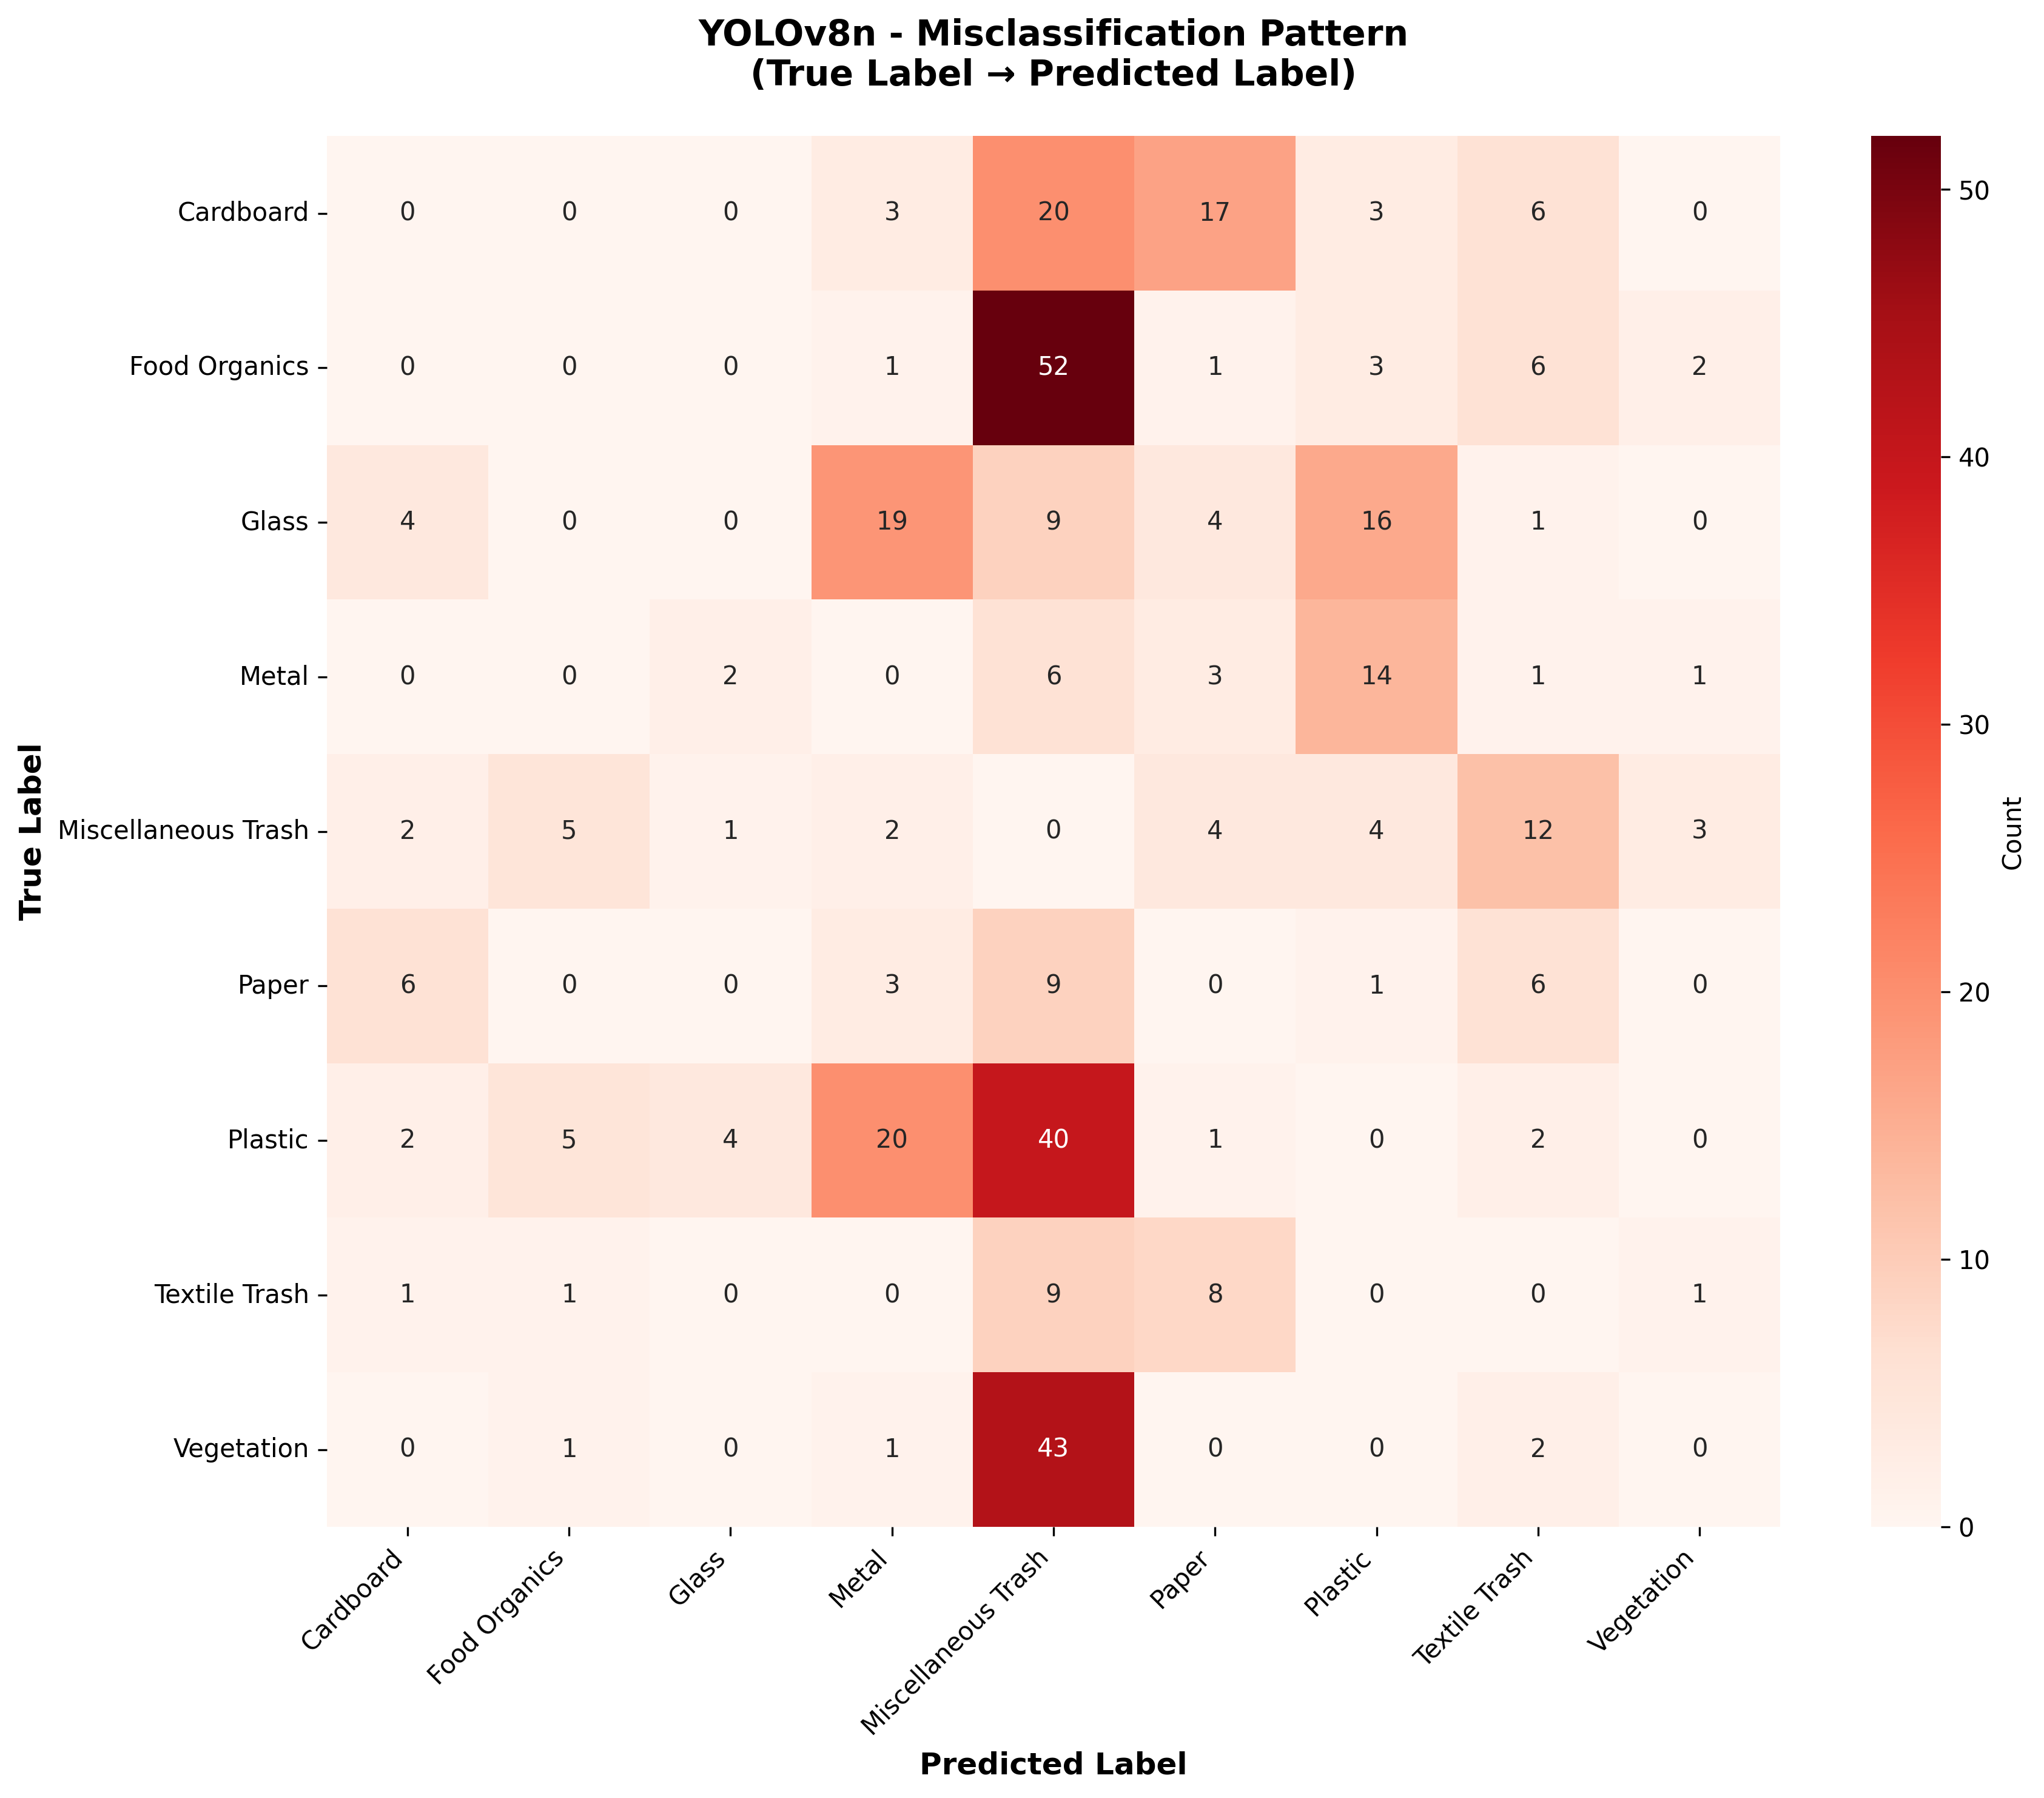 YOLOv8n - Misclassification Pattern
(True Label → Predicted Label)
True Label
Cardboard 0 0 0 3 20 17 3 6 0
Food Organics 0 0 0 1 52 1 3 6 2
Glass 4 0 0 19 9 4 16 1 0
Metal 0 0 2 0 6 3 14 1 1
Miscellaneous Trash 2 5 1 2 0 4 4 12 3
Paper 6 0 0 3 9 0 1 6 0
Plastic 2 5 4 20 40 1 0 2 0
Textile Trash 1 1 0 0 9 8 0 0 1
Vegetation 0 1 0 1 43 0 0 2 0
Cardboard
Food Organics
Glass
Metal
Miscellaneous Trash
Paper
Plastic
Textile Trash
Vegetation
Predicted Label
50
40
30
20
10
0
Count